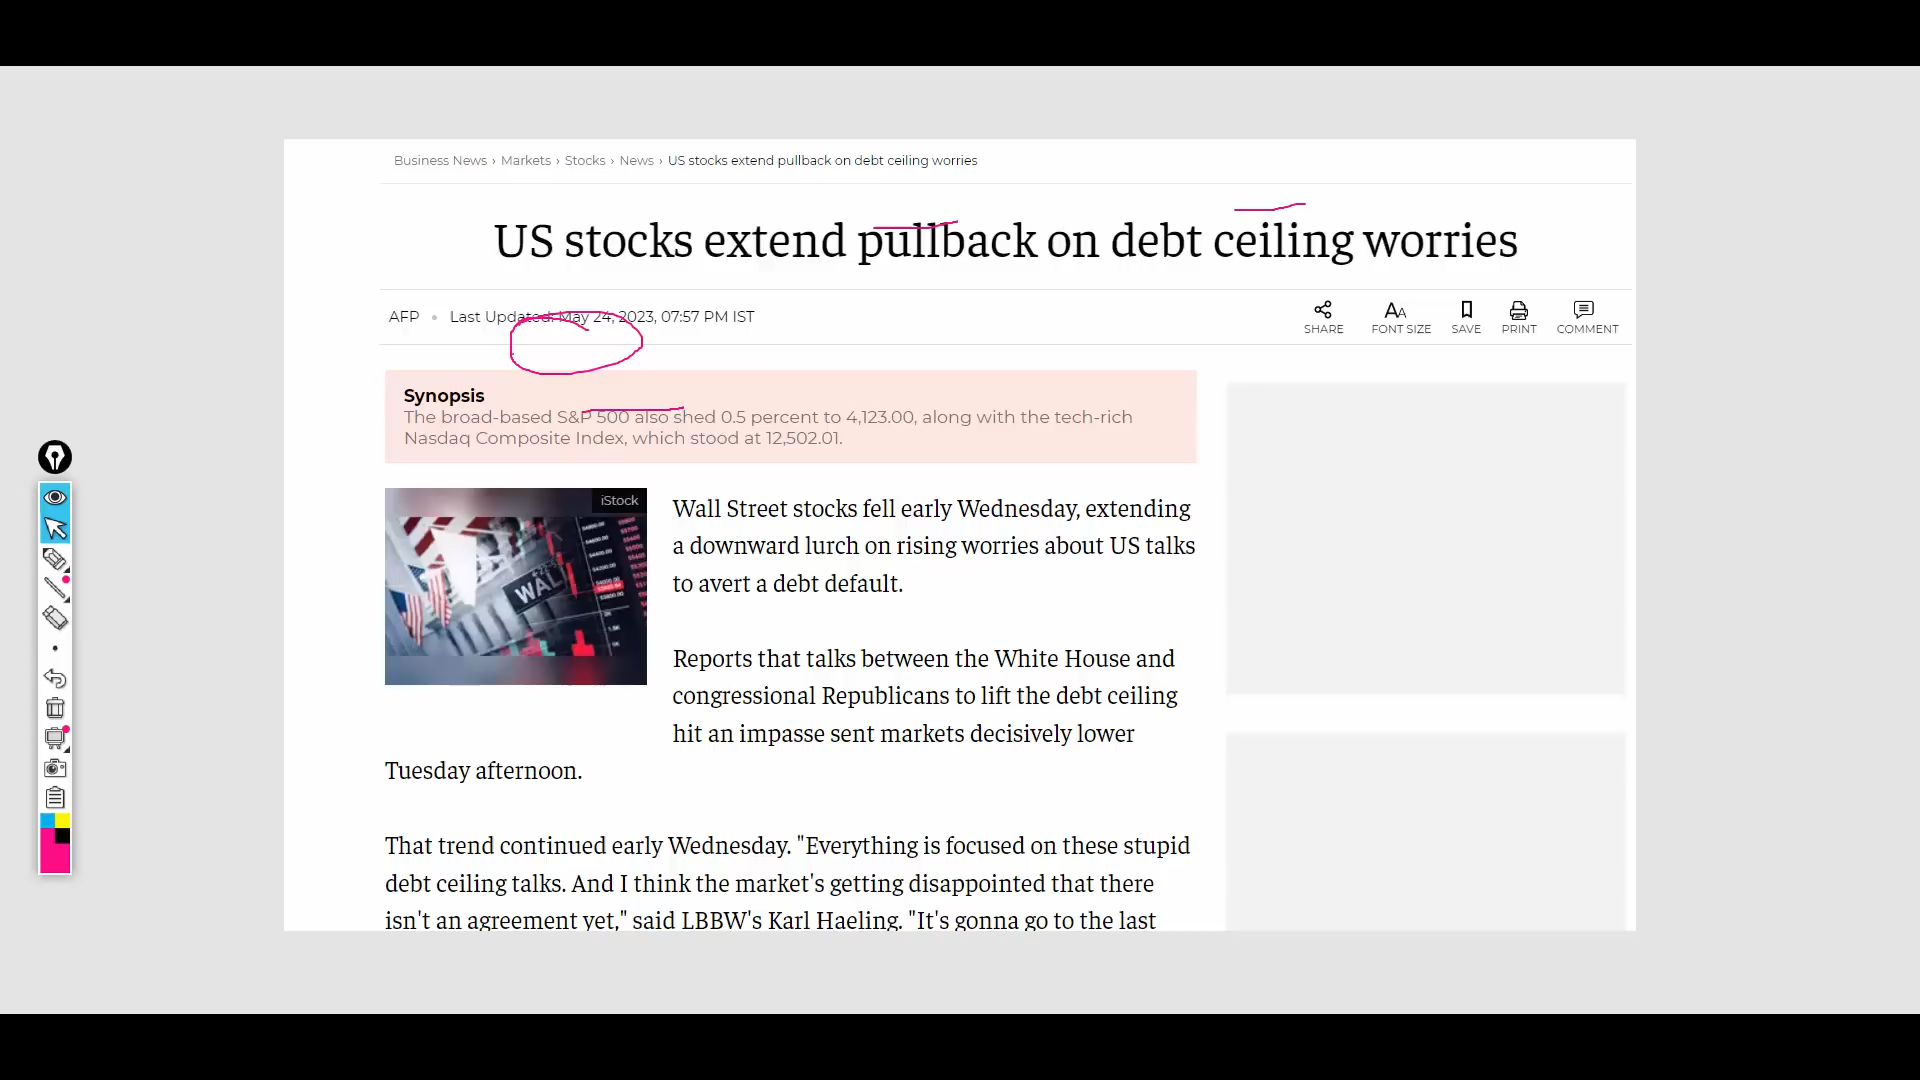 Business News › Markets › Stocks › News › US stocks extend pullback on debt ceiling worries
US stocks extend pullback on debt ceiling worries
AFP • Last Updated: May 24, 2023, 07:57 PM IST
SHARE
FONT SIZE
SAVE
PRINT
COMMENT
Synopsis
The broad-based S&P 500 also shed 0.5 percent to 4,123.00, along with the tech-rich
Nasdaq Composite Index, which stood at 12,502.01.
iStock
WALL
Wall Street stocks fell early Wednesday, extending
a downward lurch on rising worries about US talks
to avert a debt default.
Reports that talks between the White House and
congressional Republicans to lift the debt ceiling
hit an impasse sent markets decisively lower
Tuesday afternoon.
That trend continued early Wednesday. "Everything is focused on these stupid
debt ceiling talks. And I think the market's getting disappointed that there
isn't an agreement yet," said LBBW's Karl Haeling. "It's gonna go to the last